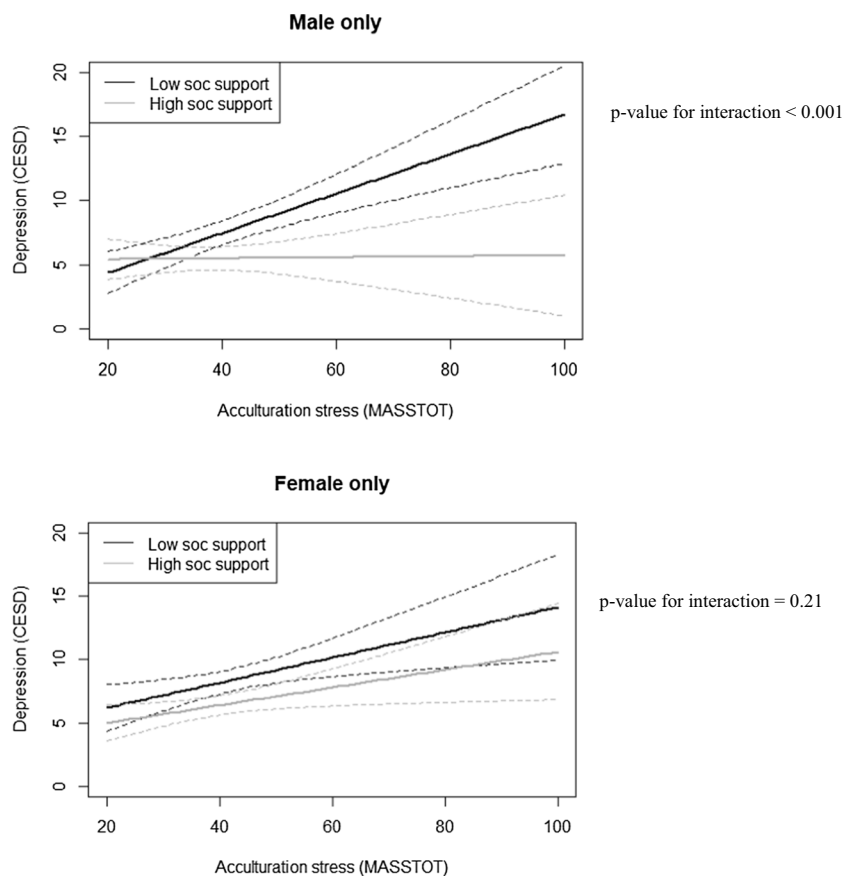 Male only
Low soc support
High soc support
p-value for interaction < 0.001
Depression (CESD)
0
5
10
15
20
20 40 60 80 100
Acculturation stress (MASSTOT)
Female only
Low soc support
High soc support
p-value for interaction = 0.21
Depression (CESD)
0
5
10
15
20
20 40 60 80 100
Acculturation stress (MASSTOT)